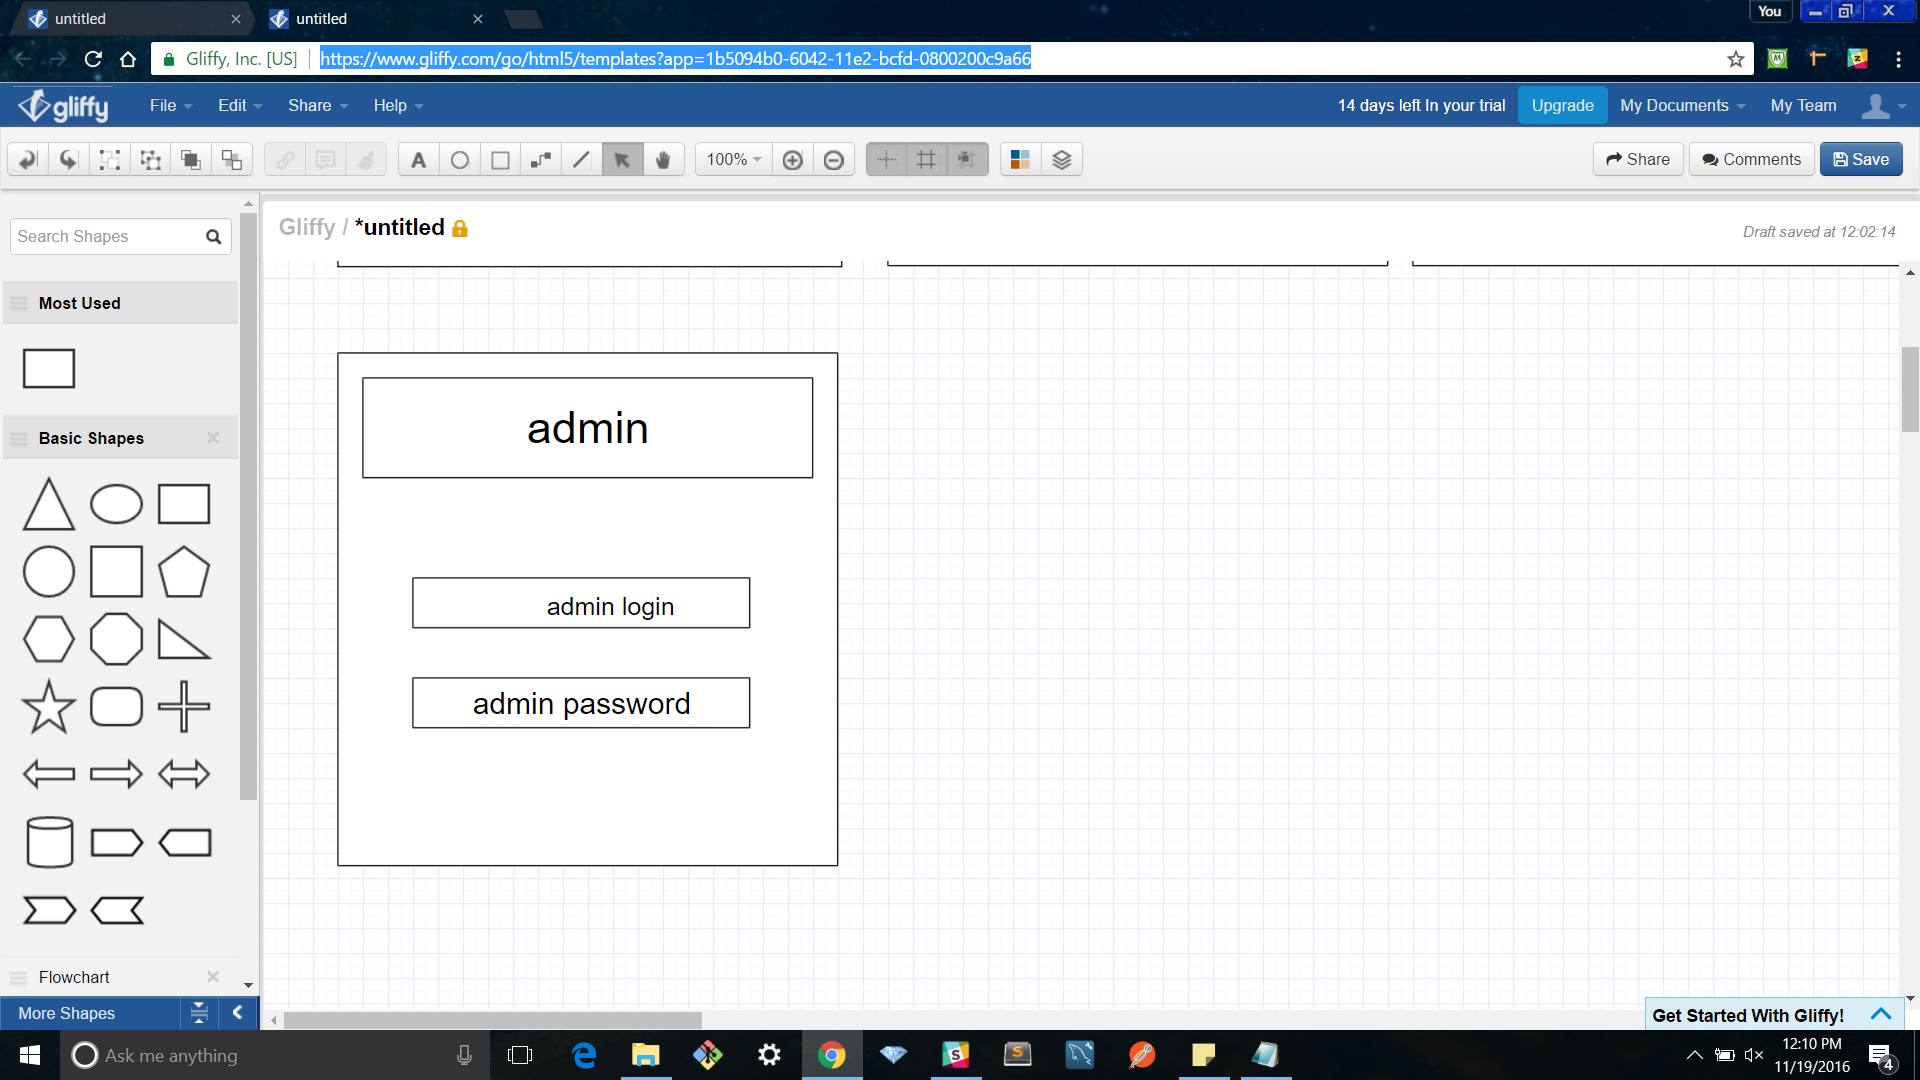 untitled
untitled
You
Gliffy, Inc. [US]
https://www.gliffy.com/go/html5/templates?app=1b5094b0-6042-11e2-bcfd-0800200c9a66
gliffy
File
Edit
Share
Help
14 days left In your trial
Upgrade
My Documents
My Team
A
100%
Share
Comments
Save
Search Shapes
Gliffy / *untitled
Draft saved at 12:02:14
Most Used
Basic Shapes
admin
admin login
admin password
Flowchart
More Shapes
Get Started With Gliffy!
Ask me anything
12:10 PM
11/19/2016
4